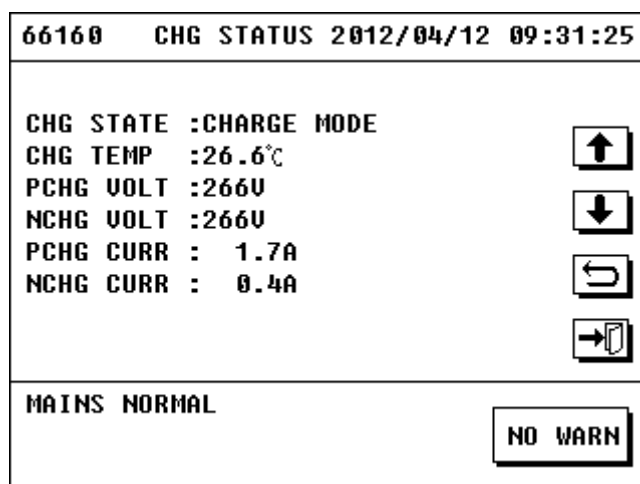 66160 CHG STATUS 2012/04/12 09:31:25
CHG STATE :CHARGE MODE
CHG TEMP :26.6℃
PCHG VOLT :266V
NCHG VOLT :266V
PCHG CURR : 1.7A
NCHG CURR : 0.4A
MAINS NORMAL
NO WARN